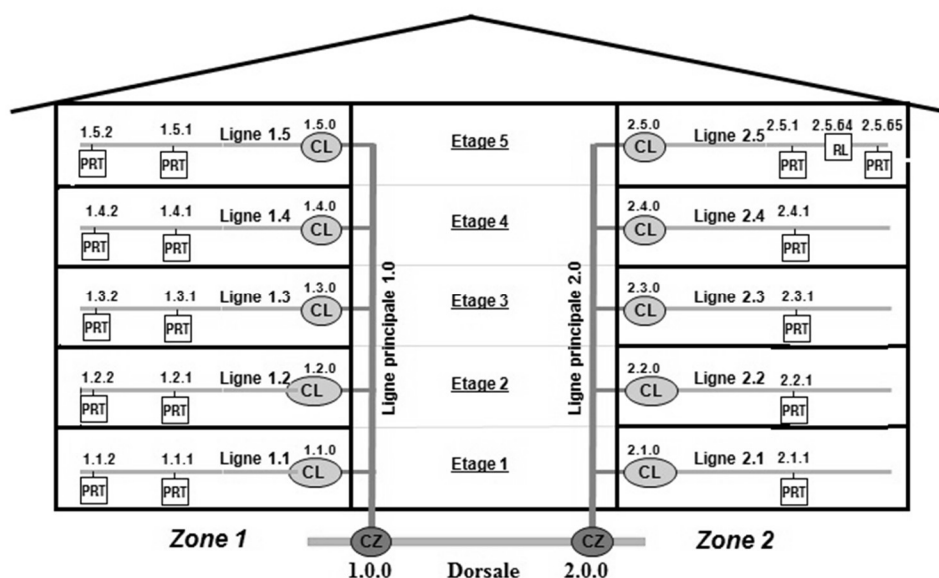 1.5.2 1.5.1 Ligne 1.5 1.5.0 Etage 5 2.5.0 Ligne 2.5 2.5.1 2.5.64 2.5.65
PRT PRT CL CL PRT RL PRT
1.4.2 1.4.1 Ligne 1.4 1.4.0 Etage 4 2.4.0 Ligne 2.4 2.4.1
PRT PRT CL CL PRT
1.3.2 1.3.1 Ligne 1.3 1.3.0 Etage 3 2.3.0 Ligne 2.3 2.3.1
PRT PRT CL CL PRT
Ligne principale 1.0
Ligne principale 2.0
1.2.2 1.2.1 Ligne 1.2 1.2.0 Etage 2 2.2.0 Ligne 2.2 2.2.1
PRT PRT CL CL PRT
1.1.2 1.1.1 Ligne 1.1 1.1.0 Etage 1 2.1.0 Ligne 2.1 2.1.1
PRT PRT CL CL PRT
Zone 1 CZ CZ Zone 2
1.0.0 Dorsale 2.0.0